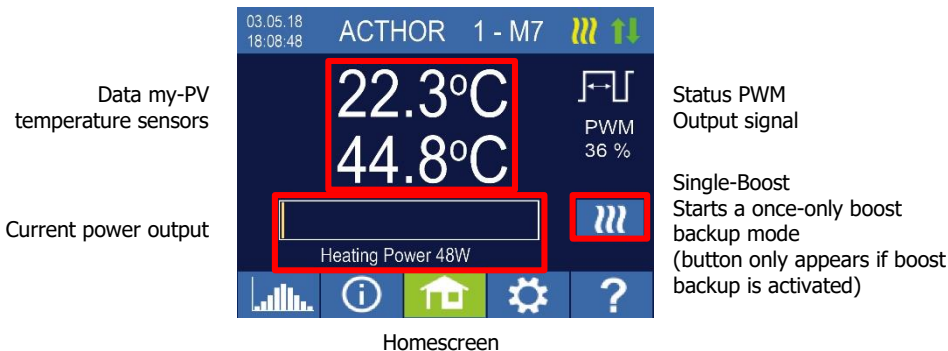 03.05.18
18:08:48
ACTHOR 1 - M7
22.3°C
44.8°C
PWM
36 %
Heating Power 48W
?
Data my-PV
temperature sensors
Current power output
Status PWM
Output signal
Single-Boost
Starts a once-only boost
backup mode
(button only appears if boost
backup is activated)
Homescreen